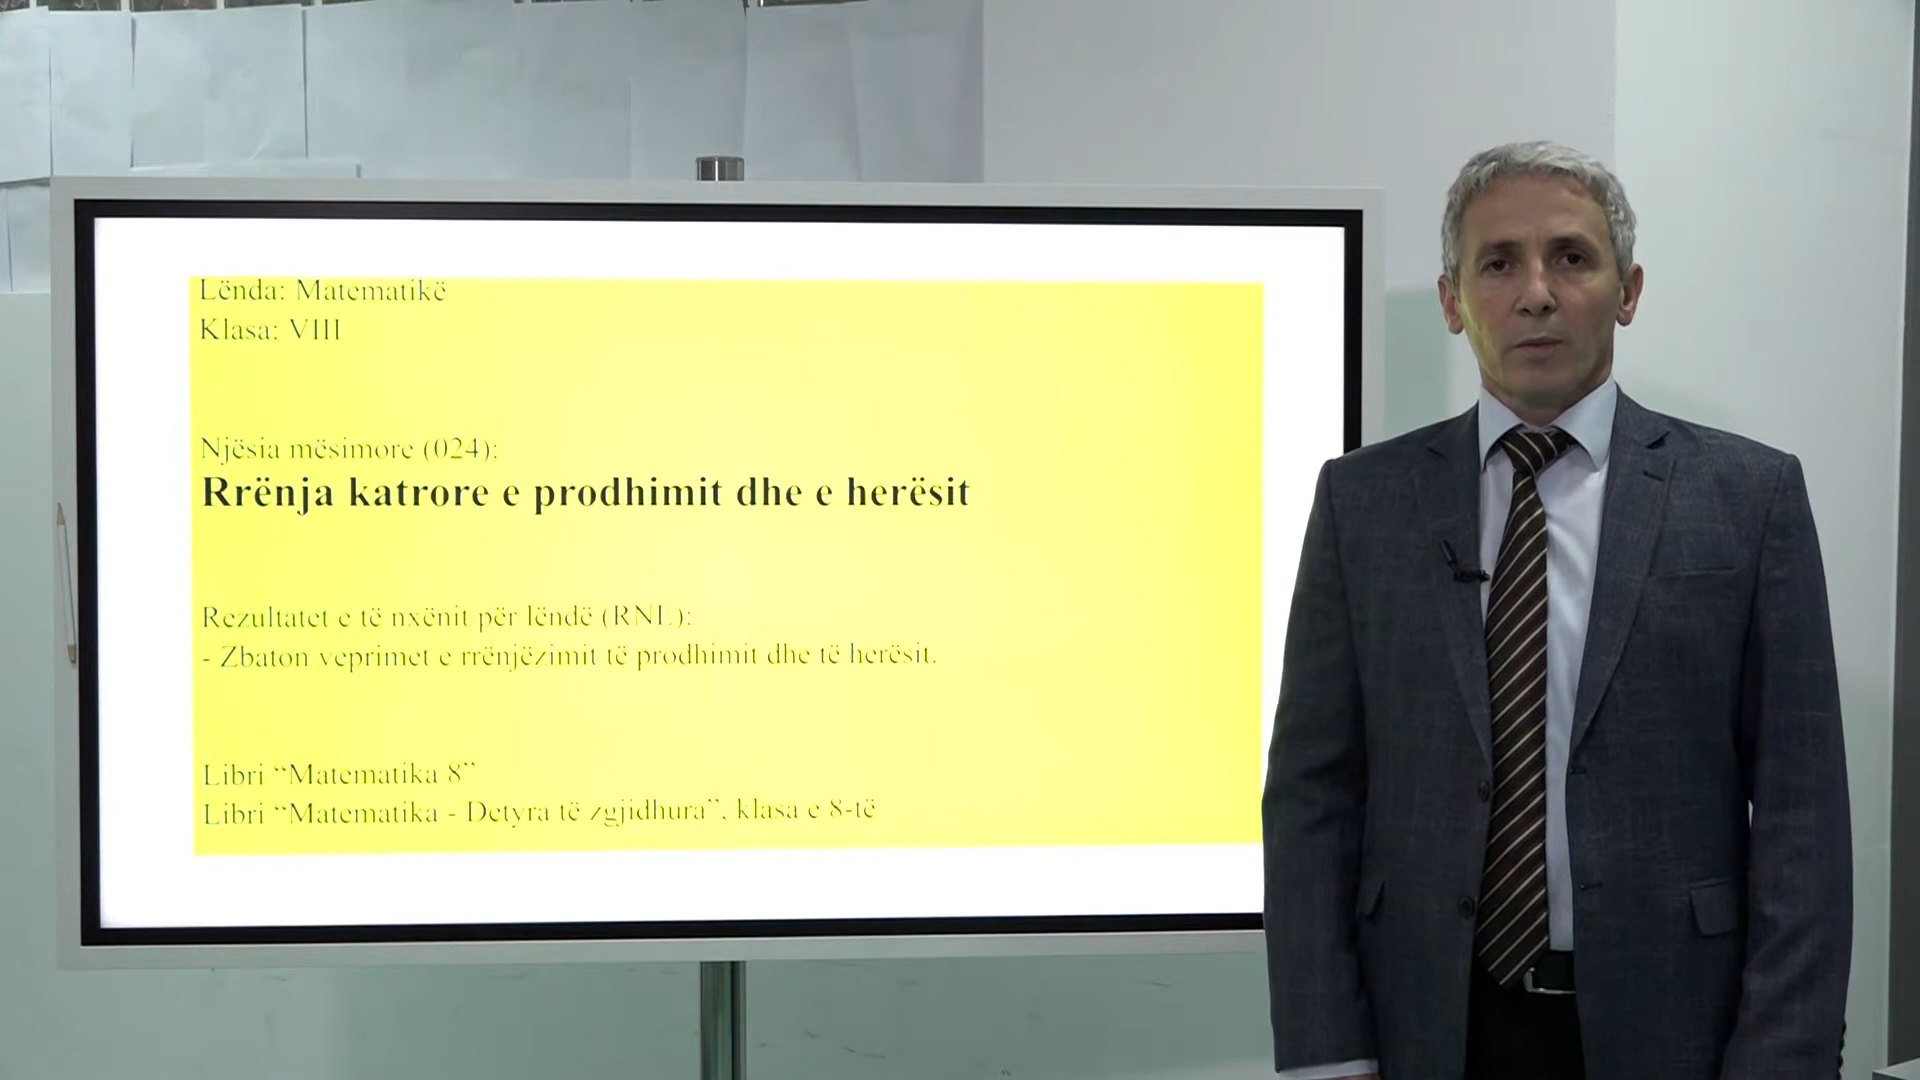 Lënda: Matematikë
Klasa: VIII
Njësia mësimore (024):
Rrënja katrore e prodhimit dhe e herësit
Rezultatet e të nxënit për lëndë (RNL):
- Zbaton veprimet e rrënjëzimit të prodhimit dhe të herësit.
Libri “Matematika 8”
Libri “Matematika - Detyra të zgjidhura”, klasa e 8-të